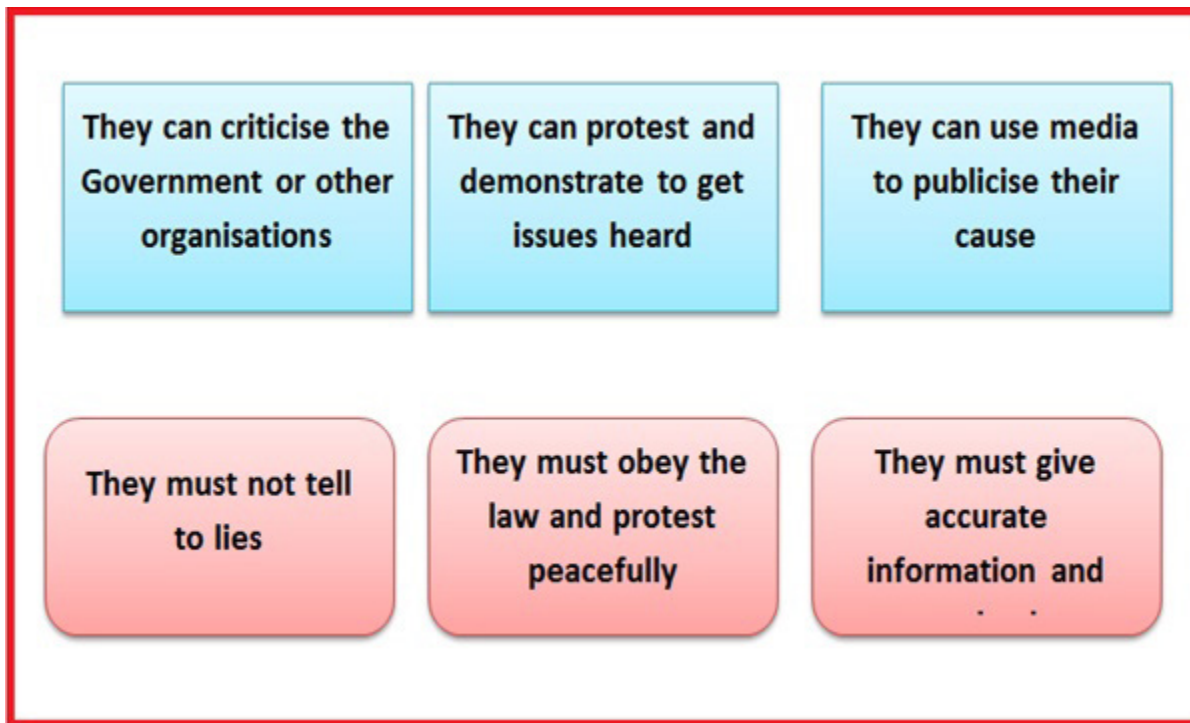 They can criticise the
Government or other
organisations
They can protest and
demonstrate to get
issues heard
They can use media
to publicise their
cause
They must not tell
to lies
They must obey the
law and protest
peacefully
They must give
accurate
information and